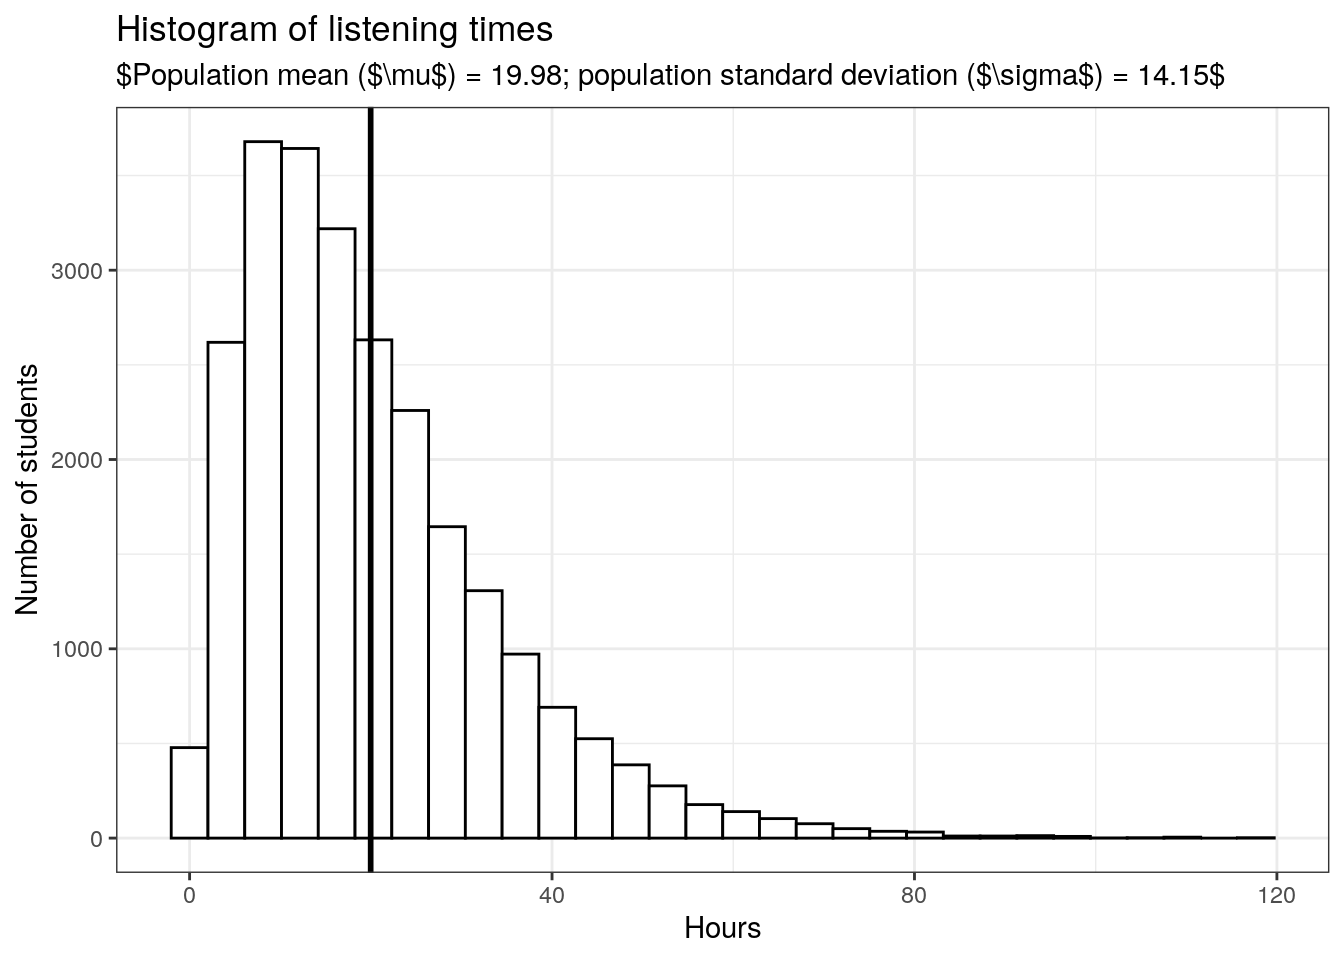 Histogram of listening times
$Population mean ($\mu$) = 19.98; population standard deviation ($\sigma$) = 14.15$
Number of students
3000
2000
1000
0
0
40
80
120
Hours